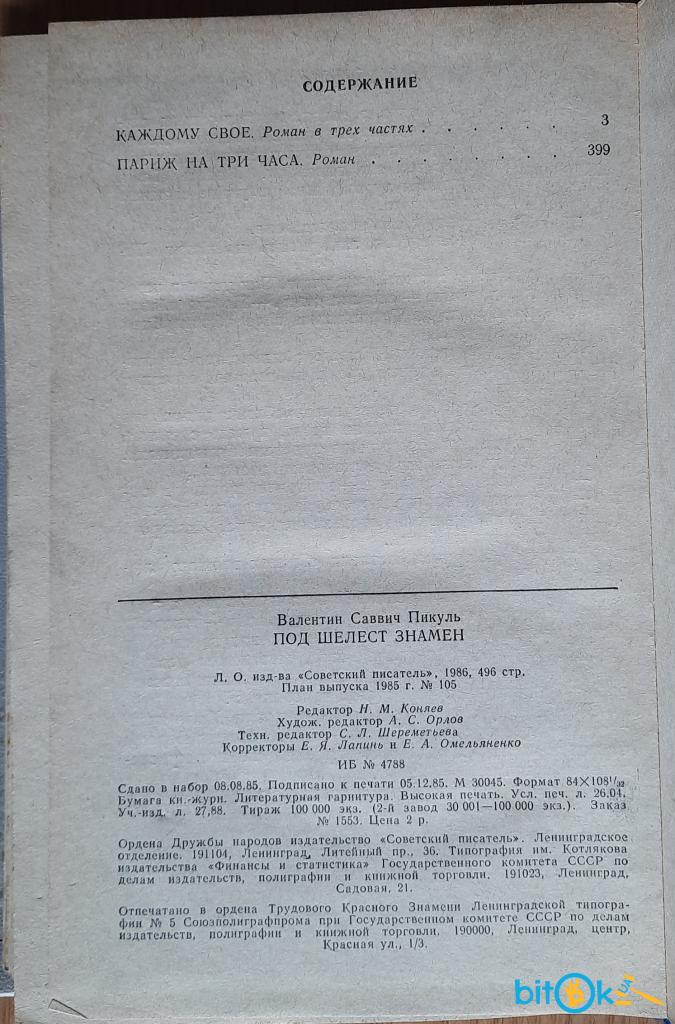 СОДЕРЖАНИЕ
КАЖДОМУ СВОЕ. Роман в трех частях . . . . . . 3
ПАРИЖ НА ТРИ ЧАСА. Роман . . . . . . . . 399
Валентин Саввич Пикуль
ПОД ШЕЛЕСТ ЗНАМЕН
Л. О. изд-ва «Советский писатель», 1986, 496 стр.
План выпуска 1985 г. № 105
Редактор Н. М. Коняев
Худож. редактор А. С. Орлов
Техн. редактор С. Л. Шереметьева
Корректоры Е. Я. Лапинь и Е. А. Омельяненко
ИБ № 4788
Сдано в набор 08.08.85. Подписано к печати 05.12.85. М 30045. Формат 84×108¹/₃₂
Бумага кн.-журн. Литературная гарнитура. Высокая печать. Усл. печ. л. 26,04.
Уч.-изд. л. 27,88. Тираж 100 000 экз. (2-й завод 30 001—100 000 экз.). Заказ
№ 1553. Цена 2 р.
Ордена Дружбы народов издательство «Советский писатель». Ленинградское
отделение. 191104, Ленинград, Литейный пр., 36. Типография им. Котлякова
издательства «Финансы и статистика» Государственного комитета СССР по
делам издательств, полиграфии и книжной торговли. 191023, Ленинград,
Садовая, 21.
Отпечатано в ордена Трудового Красного Знамени Ленинградской типогра-
фии № 5 Союзполиграфпрома при Государственном комитете СССР по делам
издательств, полиграфии и книжной торговли. 190000, Ленинград, центр,
Красная ул., 1/3.
bitOk.UA